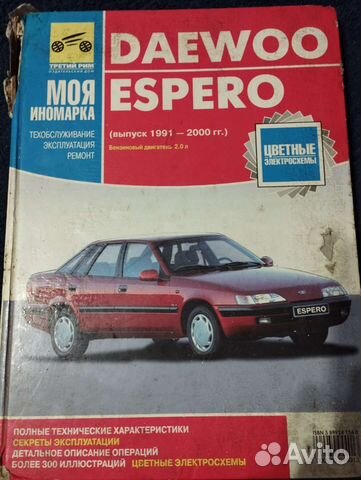 DAEWOO
ESPERO
ТРЕТИЙ РИМ
ИЗДАТЕЛЬСКИЙ ДОМ
МОЯ
ИНОМАРКА
ТЕХОБСЛУЖИВАНИЕ
ЭКСПЛУАТАЦИЯ
РЕМОНТ
(выпуск 1991 — 2000 гг.)
Бензиновый двигатель 2.0 л
ЦВЕТНЫЕ
ЭЛЕКТРОСХЕМЫ
ESPERO
ПОЛНЫЕ ТЕХНИЧЕСКИЕ ХАРАКТЕРИСТИКИ
СЕКРЕТЫ ЭКСПЛУАТАЦИИ
ДЕТАЛЬНОЕ ОПИСАНИЕ ОПЕРАЦИЙ
БОЛЕЕ 300 ИЛЛЮСТРАЦИЙ ЦВЕТНЫЕ ЭЛЕКТРОСХЕМЫ
ISBN
Avito